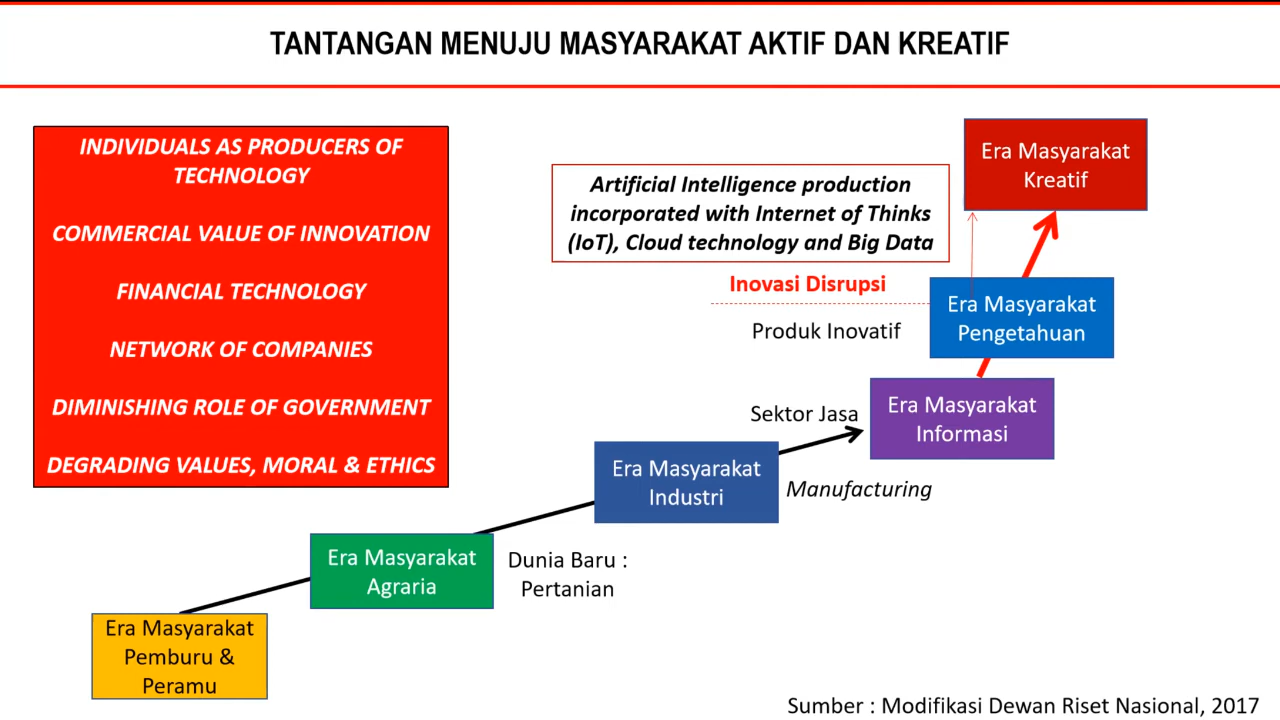 TANTANGAN MENUJU MASYARAKAT AKTIF DAN KREATIF
INDIVIDUALS AS PRODUCERS OF
TECHNOLOGY
COMMERCIAL VALUE OF INNOVATION
FINANCIAL TECHNOLOGY
NETWORK OF COMPANIES
DIMINISHING ROLE OF GOVERNMENT
DEGRADING VALUES, MORAL & ETHICS
Era Masyarakat
Kreatif
Artificial Intelligence production
incorporated with Internet of Thinks
(IoT), Cloud technology and Big Data
Inovasi Disrupsi
Produk Inovatif
Era Masyarakat
Pengetahuan
Sektor Jasa
Era Masyarakat
Informasi
Era Masyarakat
Industri
Manufacturing
Era Masyarakat
Agraria
Dunia Baru :
Pertanian
Era Masyarakat
Pemburu &
Peramu
Sumber : Modifikasi Dewan Riset Nasional, 2017